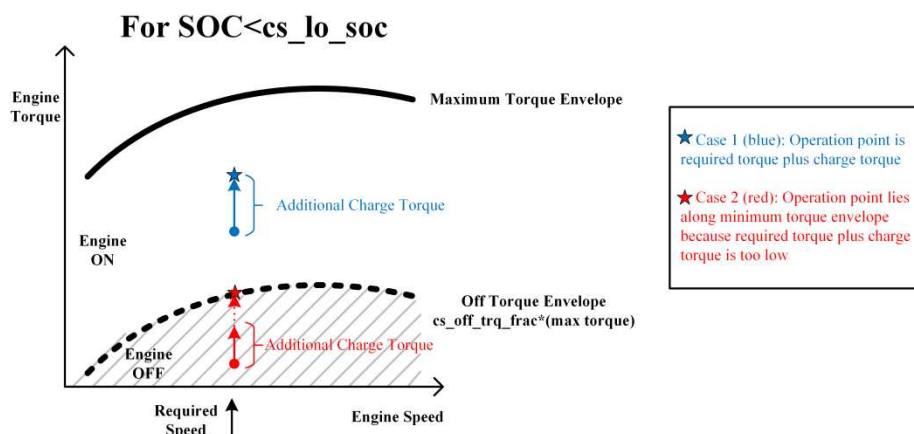 For SOC<cs_lo_soc
Engine
Torque
Maximum Torque Envelope
Additional Charge Torque
Engine
ON
Off Torque Envelope
cs_off_trq_frac*(max torque)
Additional Charge Torque
Engine
OFF
Required
Speed
Engine Speed
Case 1 (blue): Operation point is
required torque plus charge torque
Case 2 (red): Operation point lies
along minimum torque envelope
because required torque plus charge
torque is too low